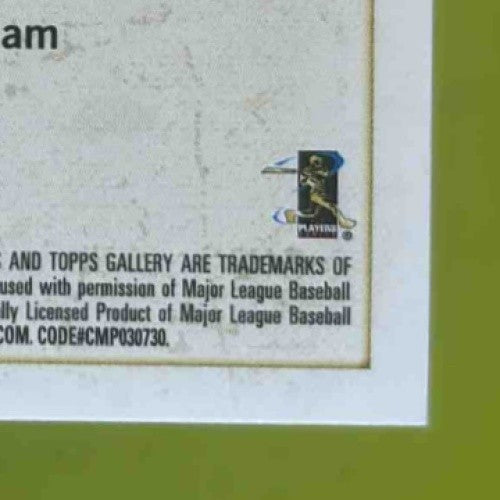 am
PLAYERS
AND TOPPS GALLERY ARE TRADEMARKS OF
used with permission of Major League Baseball
lly Licensed Product of Major League Baseball
COM. CODE#CMP030730.